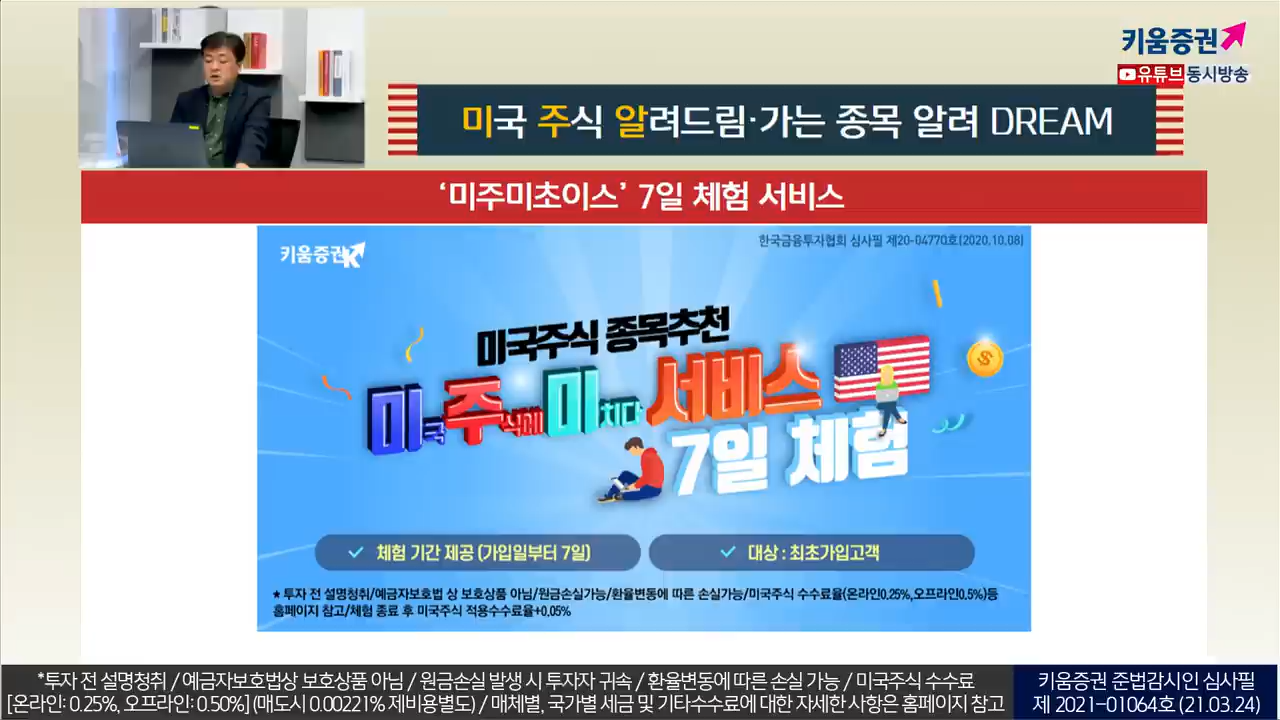 키움증권
유튜브 동시방송
미국 주식 알려드림·가는 종목 알려 DREAM
‘미주미초이스’ 7일 체험 서비스
키움증권
한국금융투자협회 심사필 제20-04770호(2020.10.08)
미국주식 종목추천
미국주식에미치다 서비스
7일 체험
체험 기간 제공 (가입일부터 7일)
대상 : 최초가입고객
* 투자 전 설명청취/예금자보호법 상 보호상품 아님/원금손실가능/환율변동에 따른 손실가능/미국주식 수수료율(온라인0.25%,오프라인0.5%)등
홈페이지 참고/체험 종료 후 미국주식 적용수수료율+0.05%
*투자 전 설명청취 / 예금자보호법상 보호상품 아님 / 원금손실 발생 시 투자자 귀속 / 환율변동에 따른 손실 가능 / 미국주식 수수료
[온라인: 0.25%, 오프라인: 0.50%] (매도시 0.00221% 제비용별도) / 매체별, 국가별 세금 및 기타수수료에 대한 자세한 사항은 홈페이지 참고
키움증권 준법감시인 심사필
제 2021-01064호 (21.03.24)